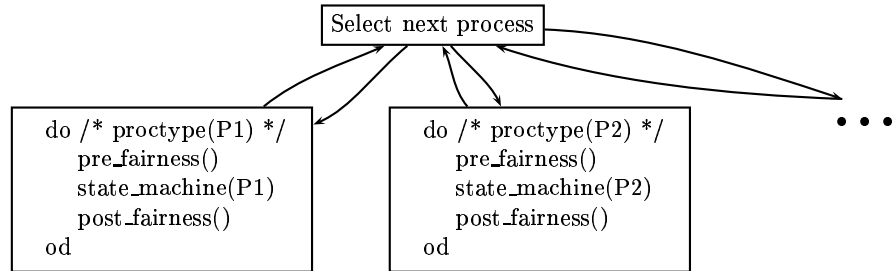 Select next process
do /* proctype(P1) */
pre_fairness()
state_machine(P1)
post_fairness()
od
do /* proctype(P2) */
pre_fairness()
state_machine(P2)
post_fairness()
od
• • •